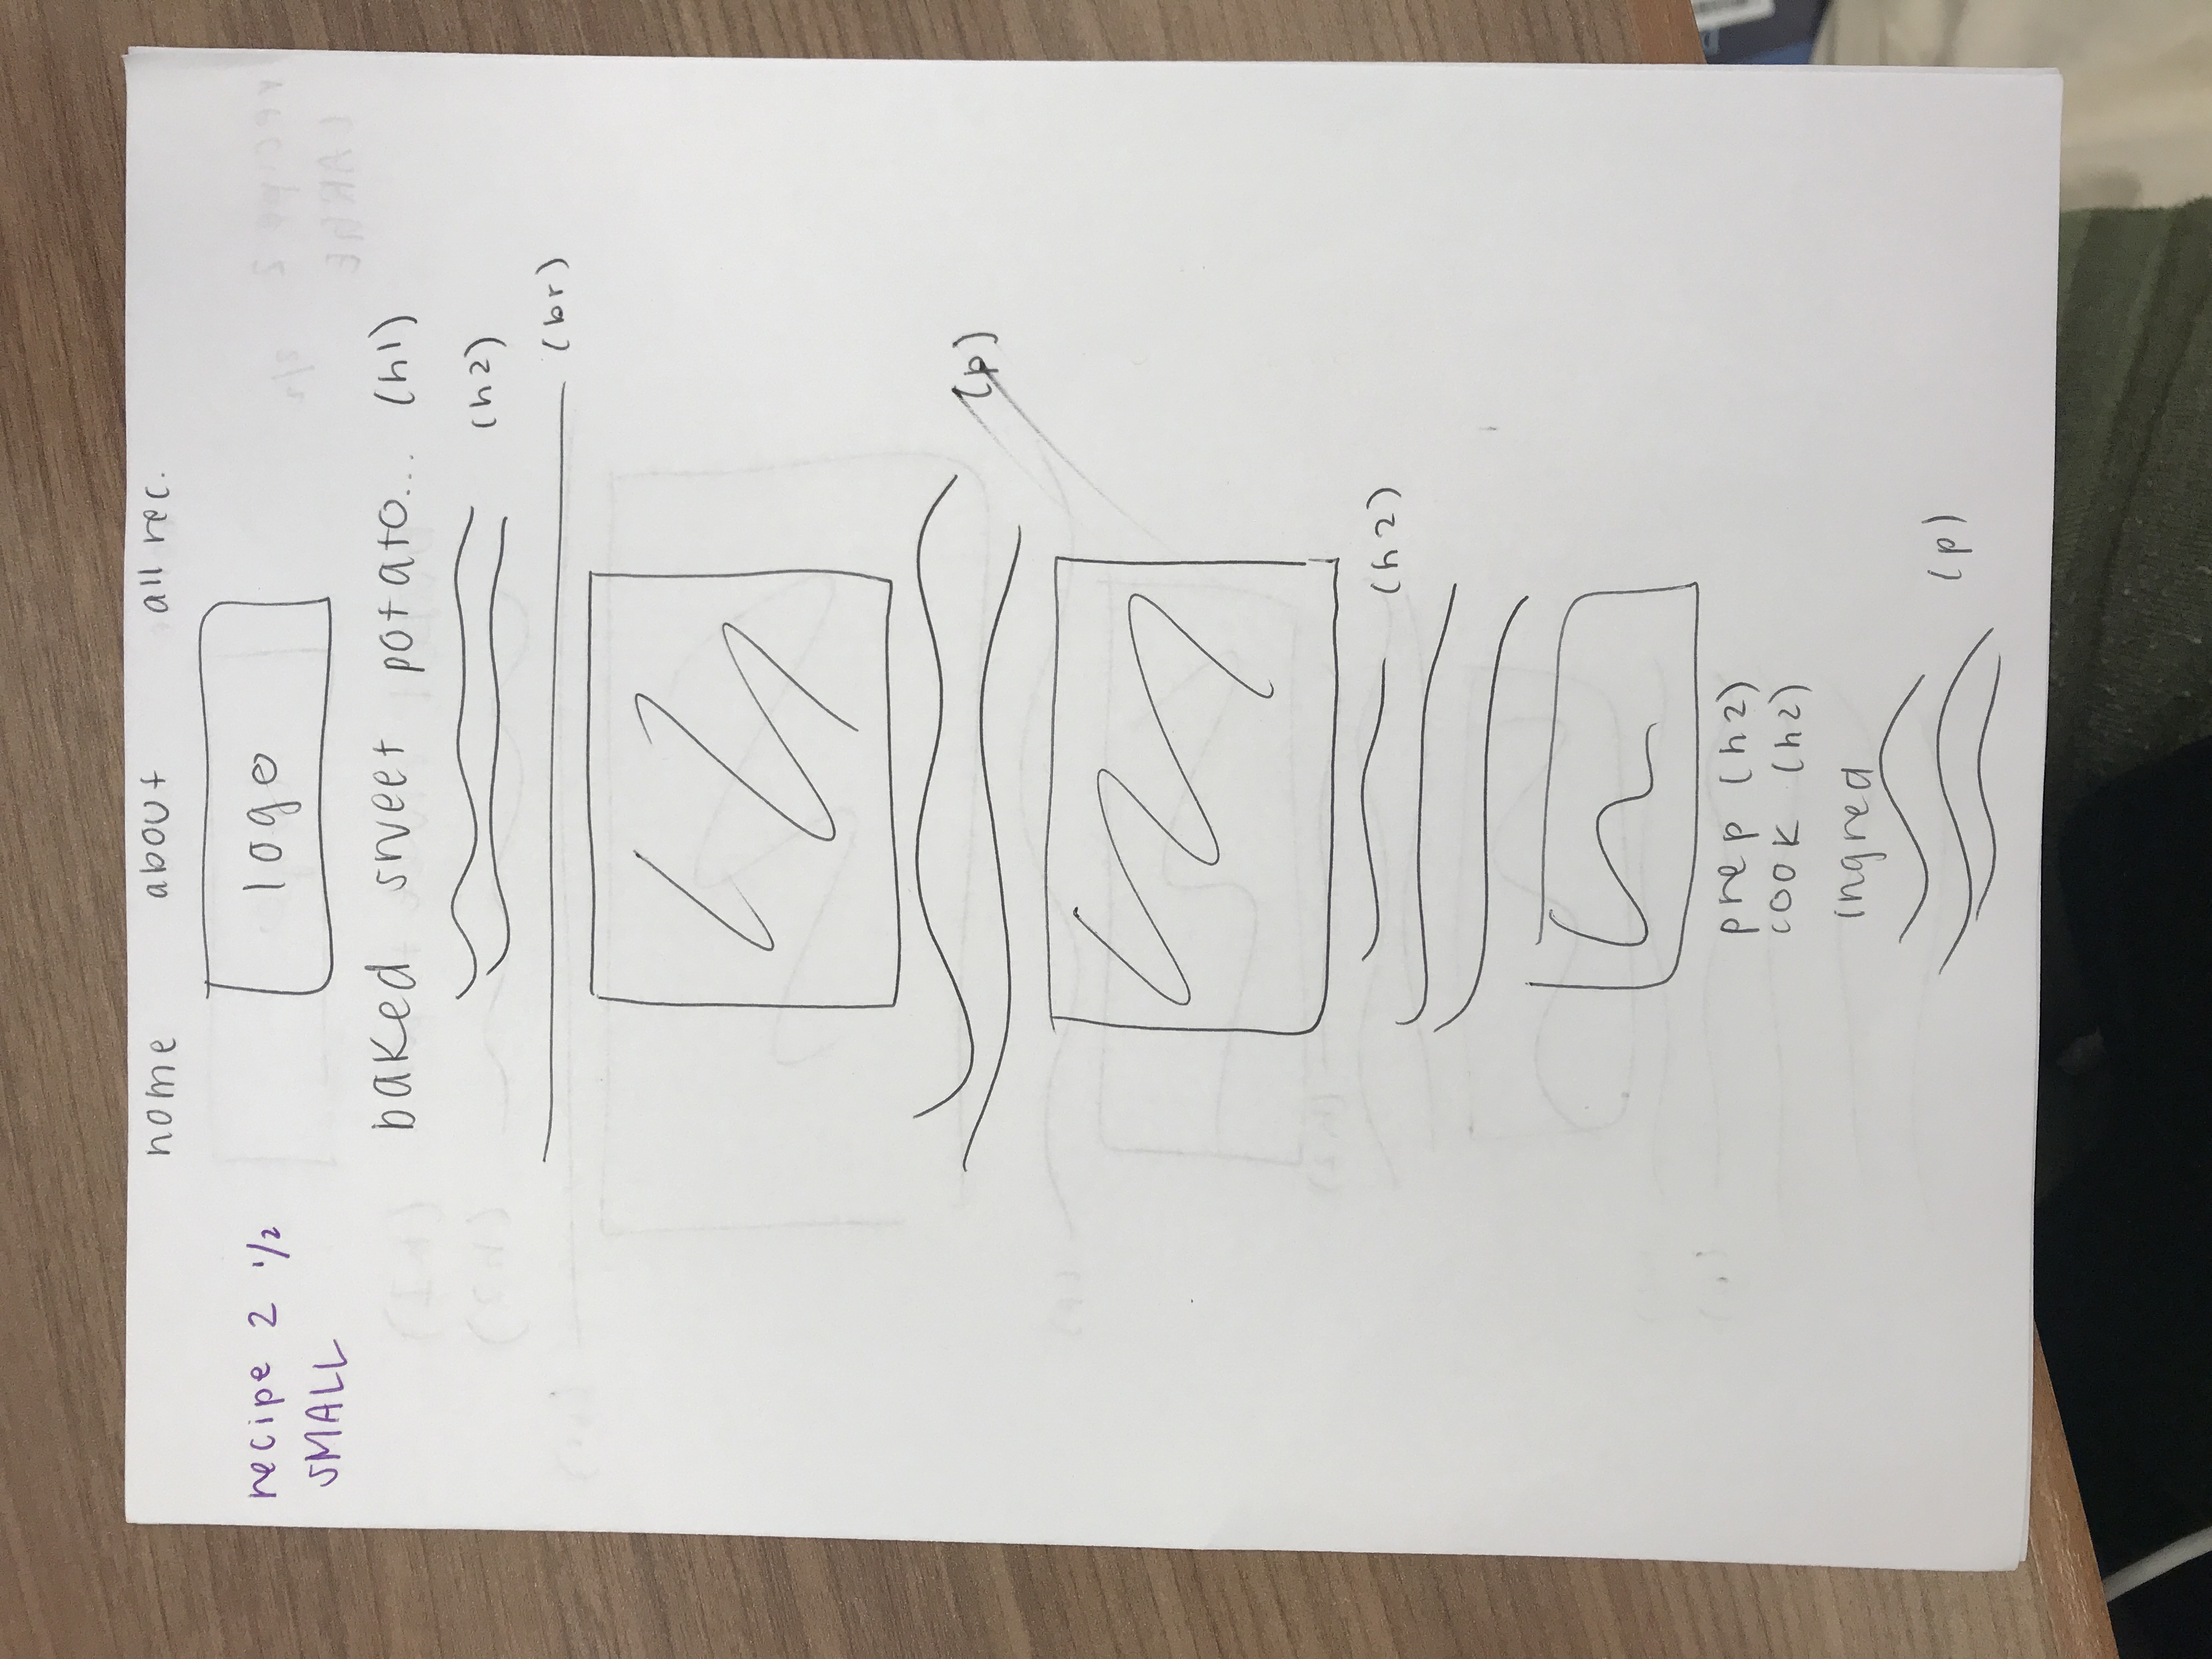 home about all rec.
logo
recipe 2 1/2
SMALL
baked sweet potato... (h1)
(h2)
(br)
(p)
(h2)
prep (h2)
cook (h2)
ingred
(p)